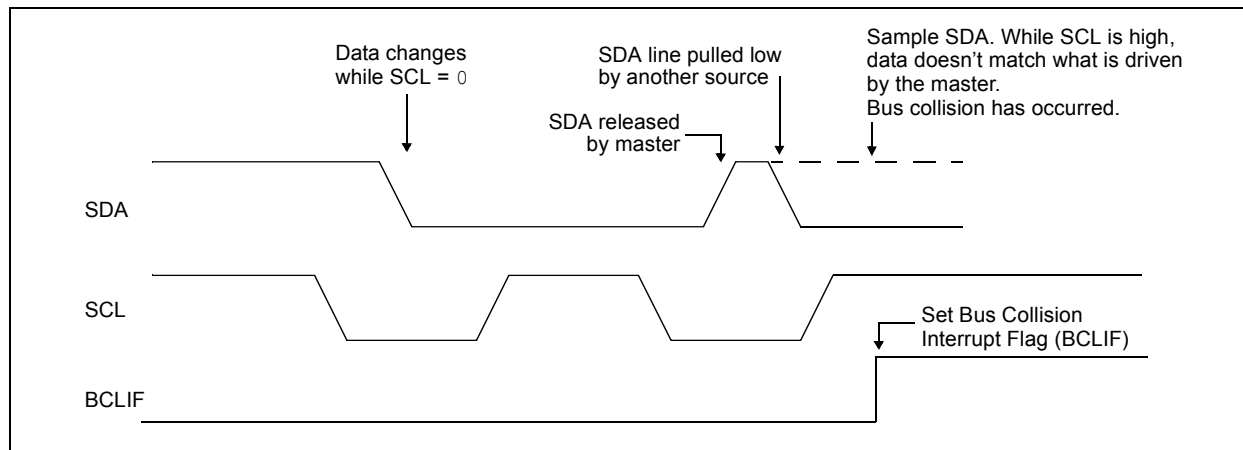 Data changes
while SCL = 0
SDA line pulled low
by another source
SDA released
by master
Sample SDA. While SCL is high,
data doesn’t match what is driven
by the master.
Bus collision has occurred.
SDA
SCL
Set Bus Collision
Interrupt Flag (BCLIF)
BCLIF